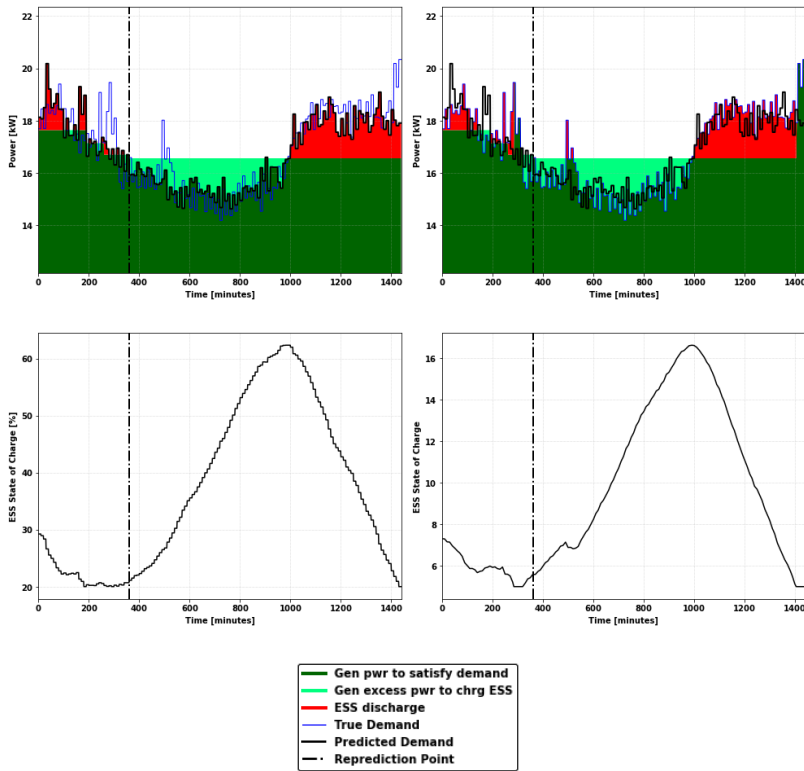 22
20
18
16
14
Power [kW]
0 200 400 600 800 1000 1200 1400
Time [minutes]
22
20
18
16
14
Power [kW]
0 200 400 600 800 1000 1200 1400
Time [minutes]
60
50
40
30
20
ESS State of Charge [%]
0 200 400 600 800 1000 1200 1400
Time [minutes]
16
14
12
10
8
6
ESS State of Charge
0 200 400 600 800 1000 1200 1400
Time [minutes]
Gen pwr to satisfy demand
Gen excess pwr to chrg ESS
ESS discharge
True Demand
Predicted Demand
Reprediction Point